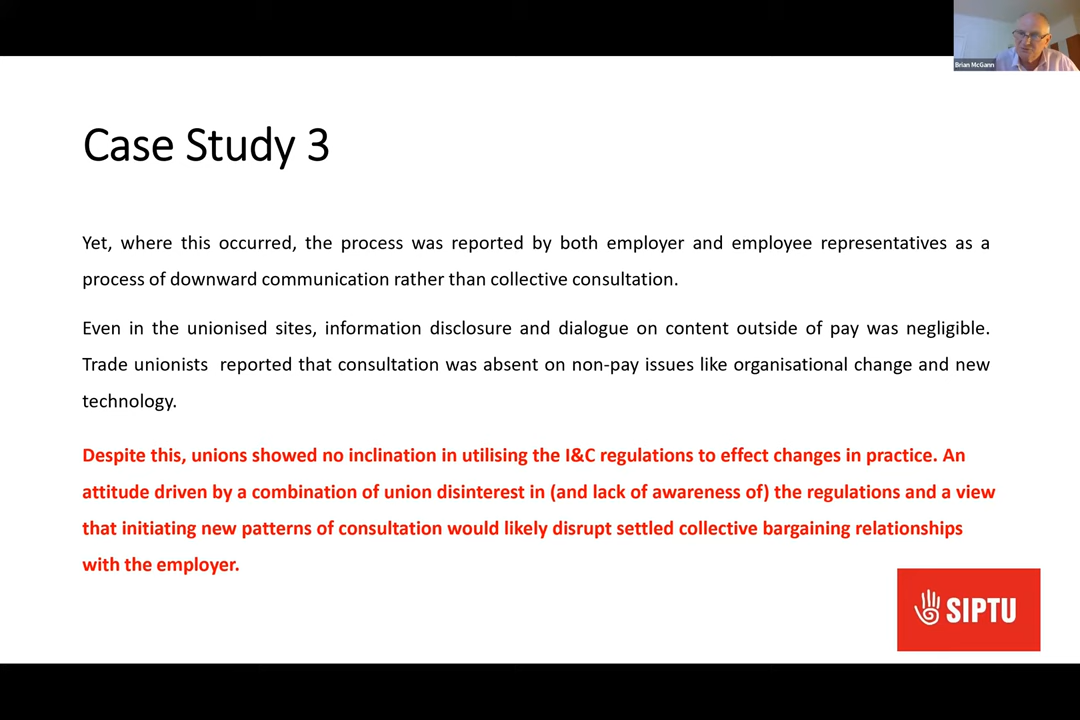 Brian McGann
Case Study 3
Yet, where this occurred, the process was reported by both employer and employee representatives as a
process of downward communication rather than collective consultation.
Even in the unionised sites, information disclosure and dialogue on content outside of pay was negligible.
Trade unionists reported that consultation was absent on non-pay issues like organisational change and new
technology.
Despite this, unions showed no inclination in utilising the I&C regulations to effect changes in practice. An
attitude driven by a combination of union disinterest in (and lack of awareness of) the regulations and a view
that initiating new patterns of consultation would likely disrupt settled collective bargaining relationships
with the employer.
SIPTU